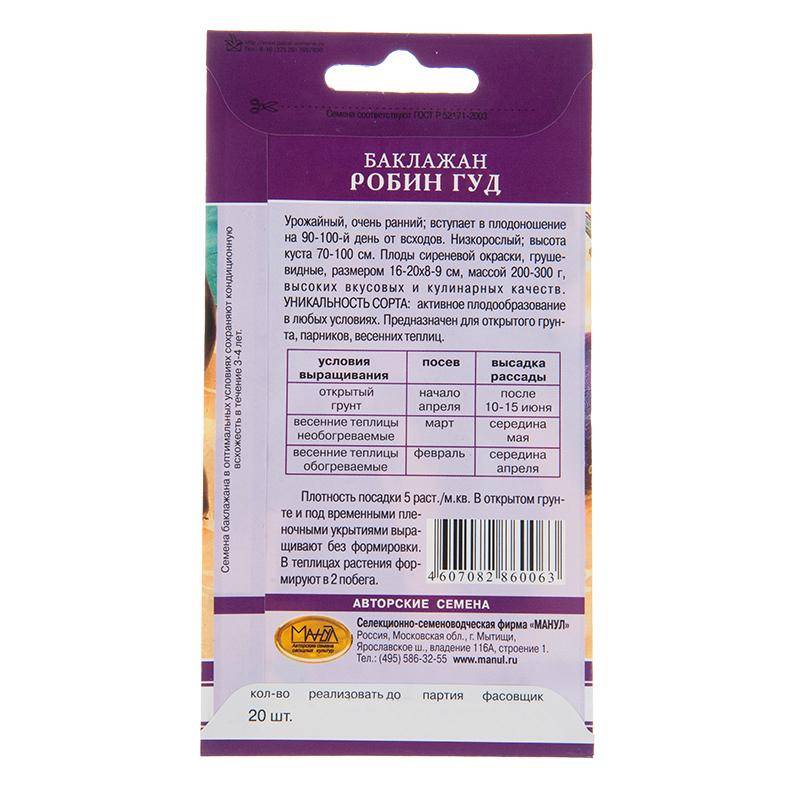 Семена соответствуют ГОСТ Р 52171-2003
БАКЛАЖАН
РОБИН ГУД
Урожайный, очень ранний; вступает в плодоношение
на 90-100-й день от всходов. Низкорослый; высота
куста 70-100 см. Плоды сиреневой окраски, груше-
видные, размером 16-20х8-9 см, массой 200-300 г,
высоких вкусовых и кулинарных качеств.
УНИКАЛЬНОСТЬ СОРТА: активное плодообразование
в любых условиях. Предназначен для открытого грун-
та, парников, весенних теплиц.
условия выращивания посев высадка рассады
открытый грунт начало апреля после 10-15 июня
весенние теплицы необогреваемые март середина мая
весенние теплицы обогреваемые февраль середина апреля
Плотность посадки 5 раст./м.кв. В открытом грун-
те и под временными пле-
ночными укрытиями выра-
щивают без формировки.
В теплицах растения фор-
мируют в 2 побега.
4607082 860063
АВТОРСКИЕ СЕМЕНА
МАНУЛ
Авторские семена
овощных культур
Селекционно-семеноводческая фирма «МАНУЛ»
Россия, Московская обл., г. Мытищи,
Ярославское ш., владение 116А, строение 1.
Тел.: (495) 586-32-55 www.manul.ru
кол-во реализовать до партия фасовщик
20 шт.
Семена баклажана в оптимальных условиях сохраняют кондиционную
всхожесть в течение 3-4 лет.